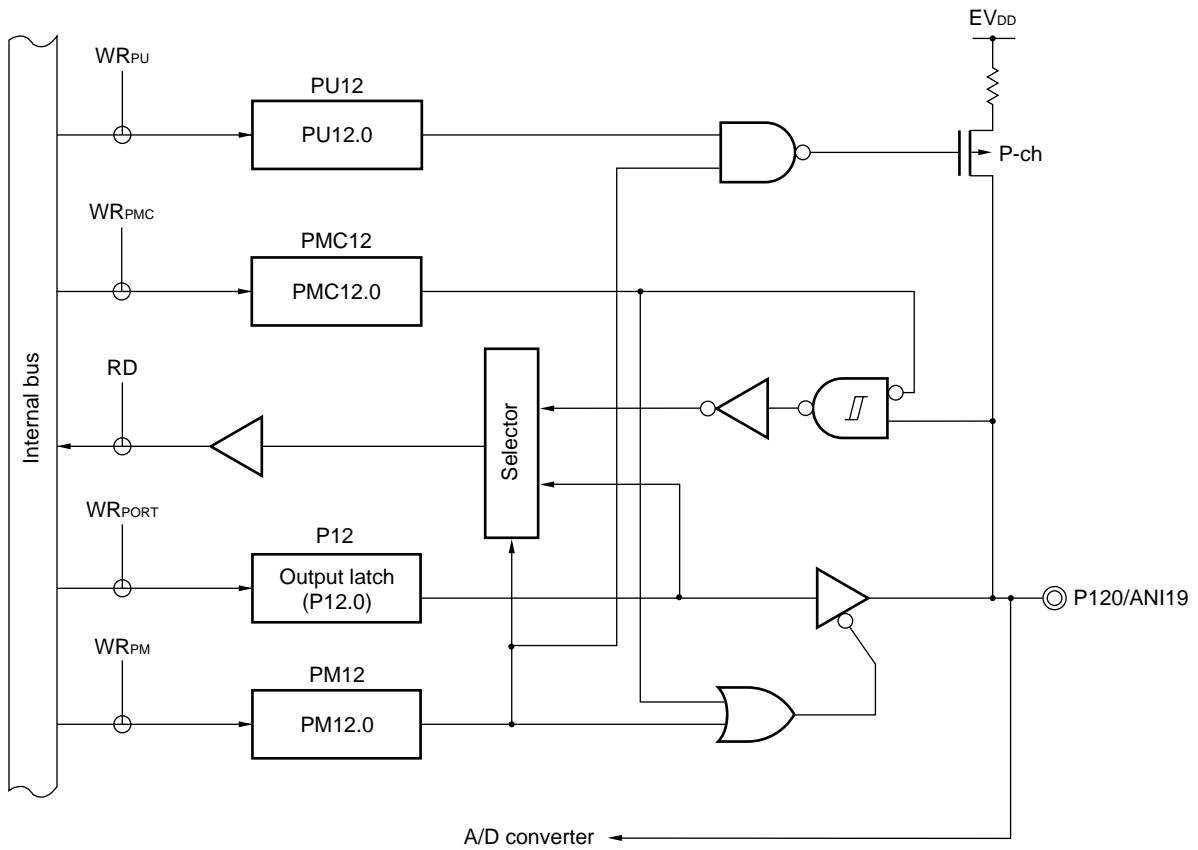 EVDD
WRPU
PU12
PU12.0
P-ch
WRPMC
PMC12
PMC12.0
Internal bus
RD
Selector
WRPORT
P12
Output latch
(P12.0)
P120/ANI19
WRPM
PM12
PM12.0
A/D converter